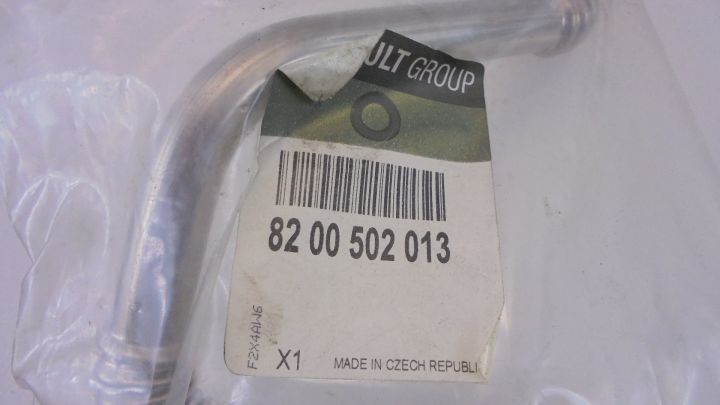 ULT GROUP
82 00 502 013
F2X4AW6
X1
MADE IN CZECH REPUBLI